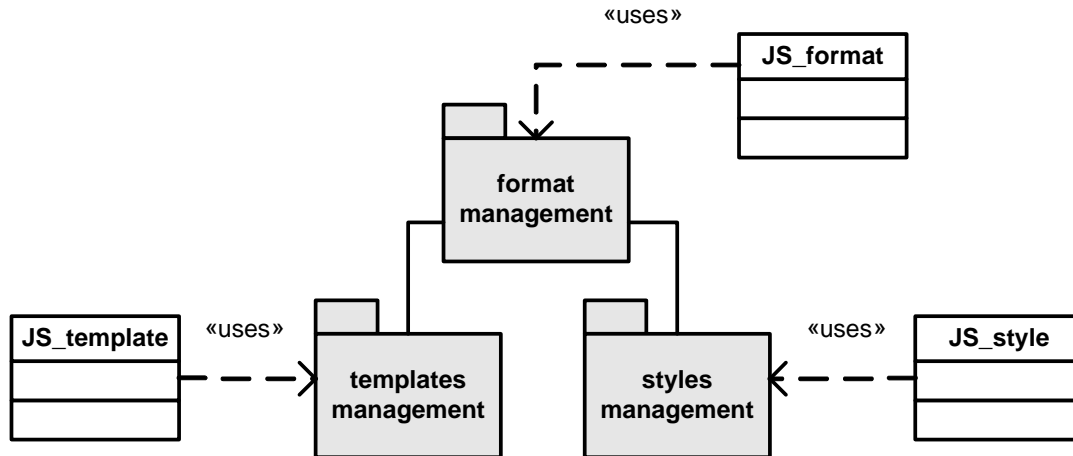 «uses»
JS_format
format
management
JS_template
«uses»
templates
management
styles
management
«uses»
JS_style